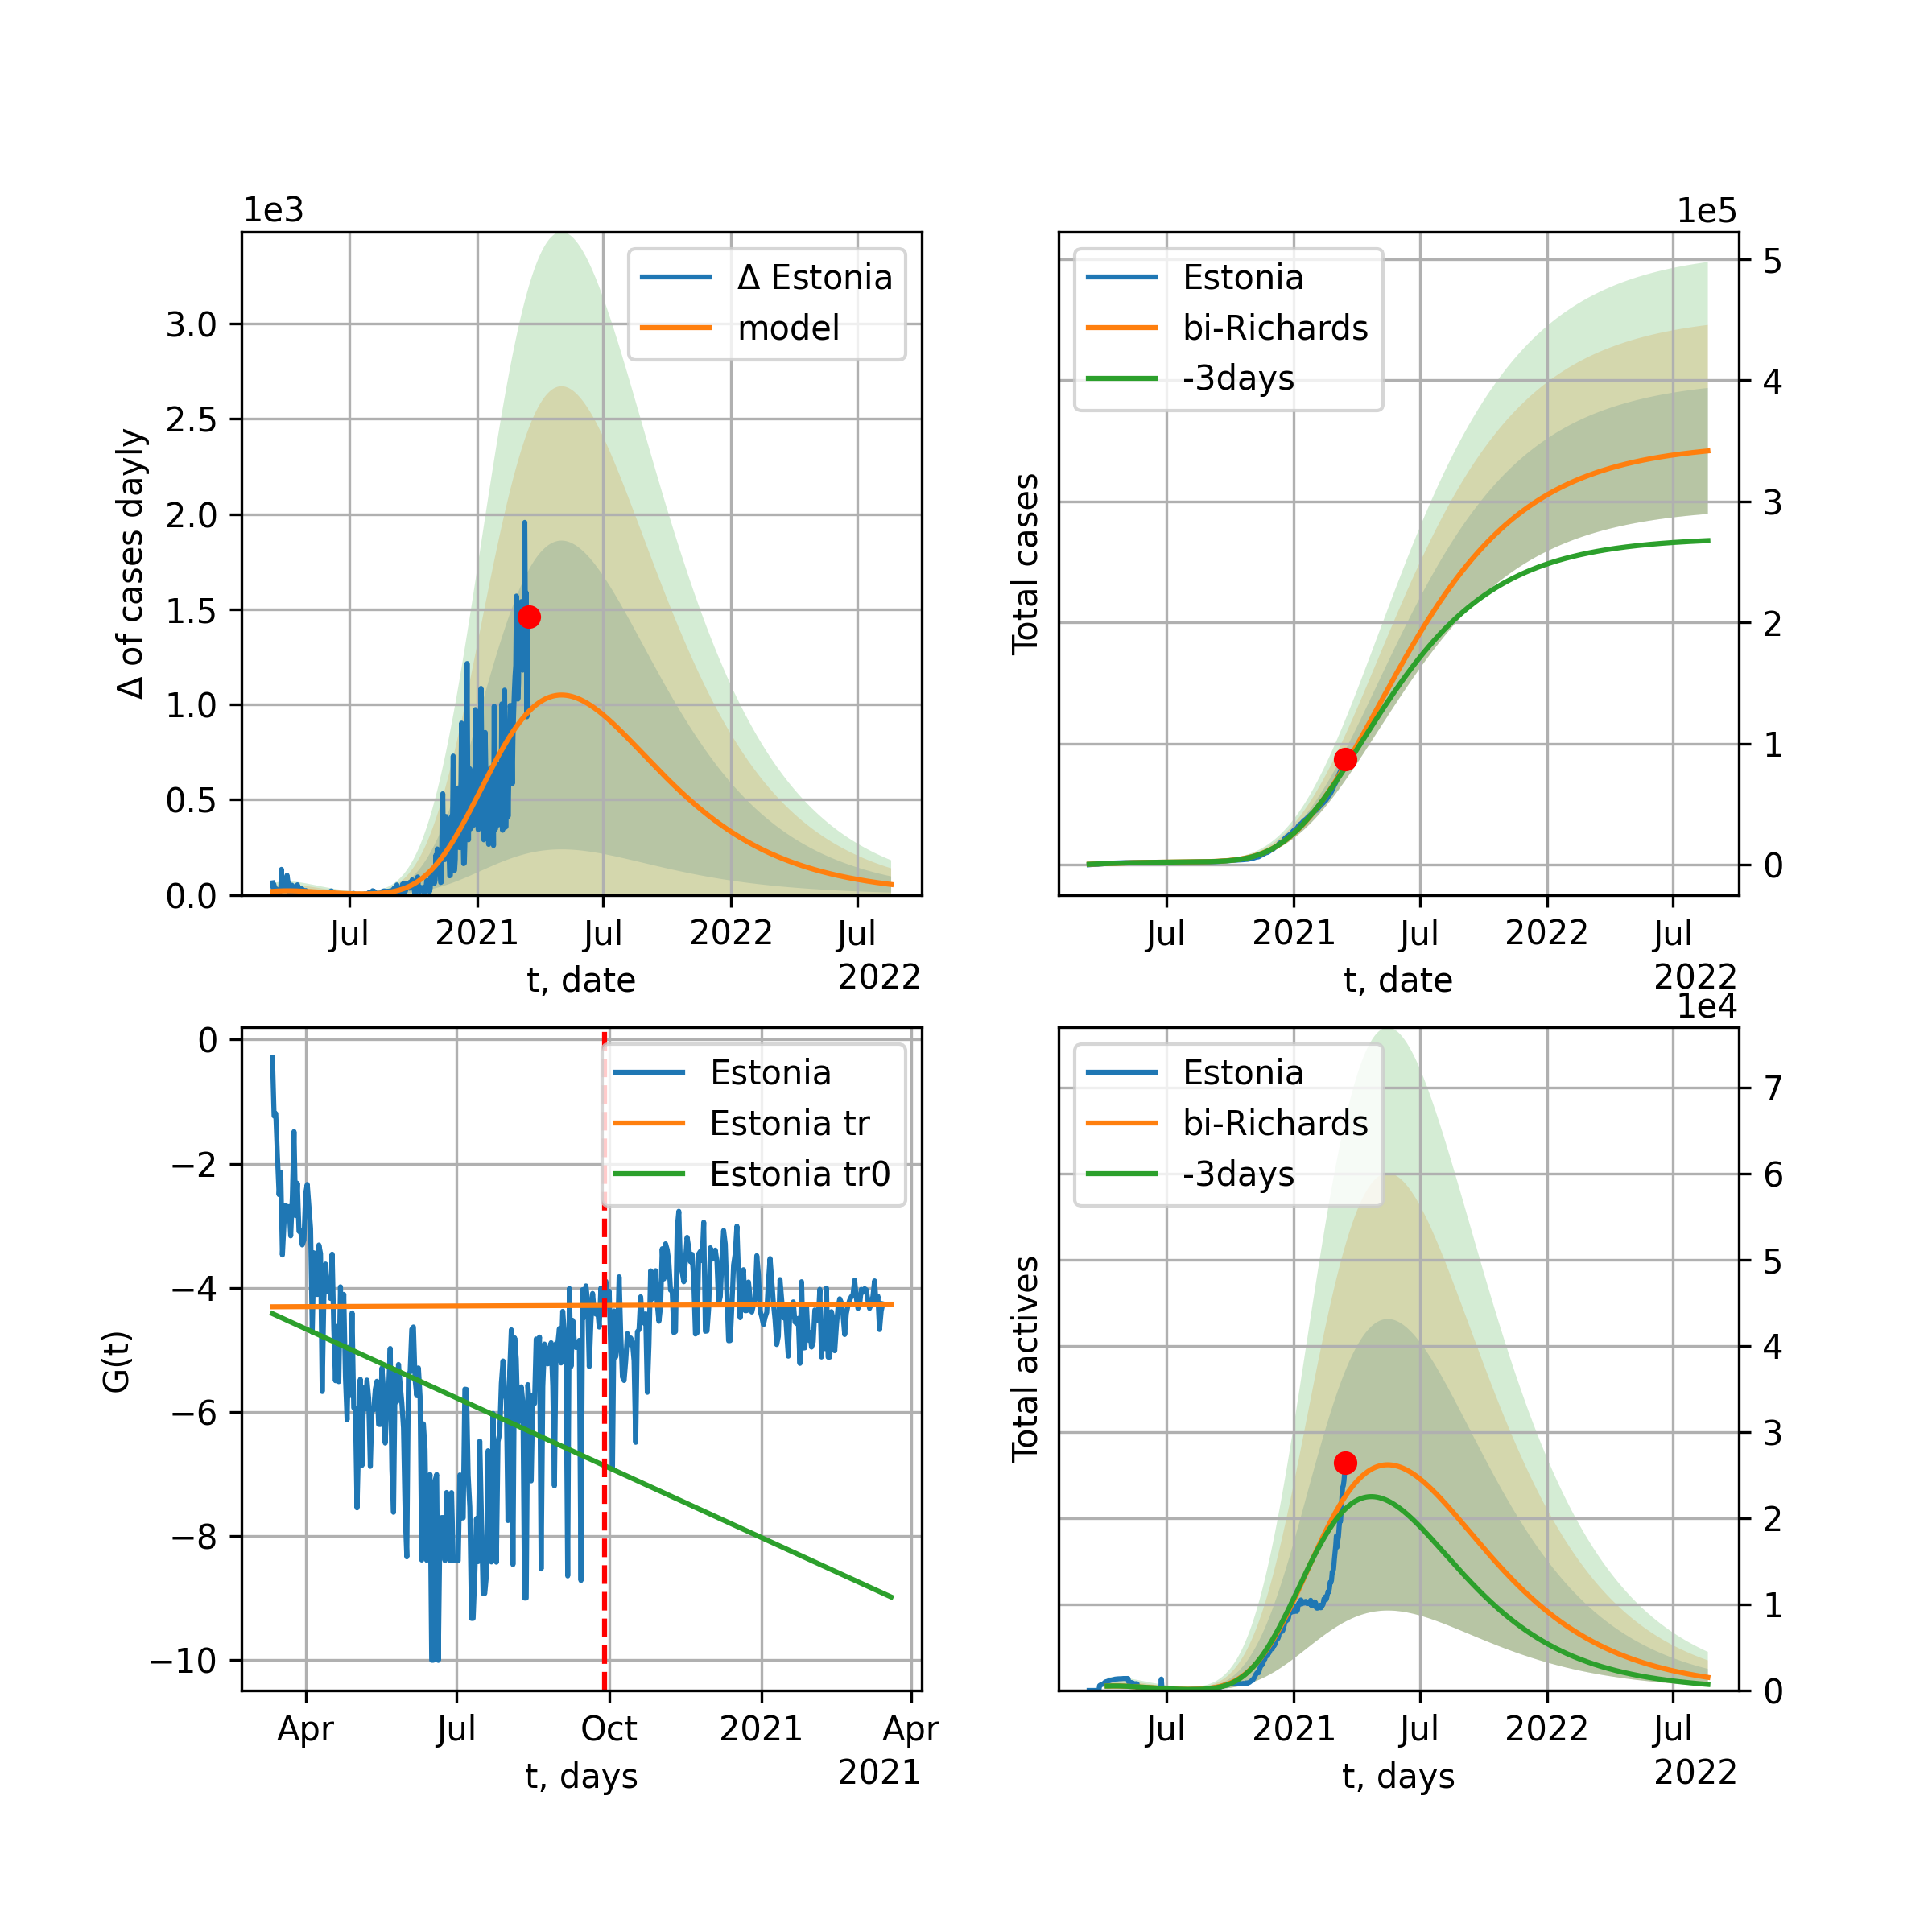 1e3
Δ of cases dayly
3.0
2.5
2.0
1.5
1.0
0.5
0.0
Δ Estonia
model
Jul
2021
Jul
2022
Jul
2022
t, date
1e5
Total cases
Estonia
bi-Richards
-3days
5
4
3
2
1
0
Jul
2021
Jul
2022
Jul
2022
t, date
G(t)
0
−2
−4
−6
−8
−10
Estonia
Estonia tr
Estonia tr0
Apr
Jul
Oct
2021
Apr
2021
t, days
1e4
Total actives
Estonia
bi-Richards
-3days
7
6
5
4
3
2
1
0
Jul
2021
Jul
2022
Jul
2022
t, days